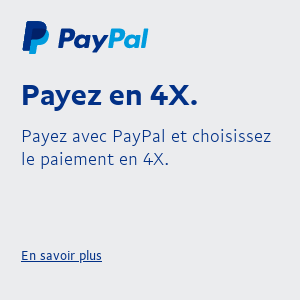 PayPal
Payez en 4X.
Payez avec PayPal et choisissez
le paiement en 4X.
En savoir plus